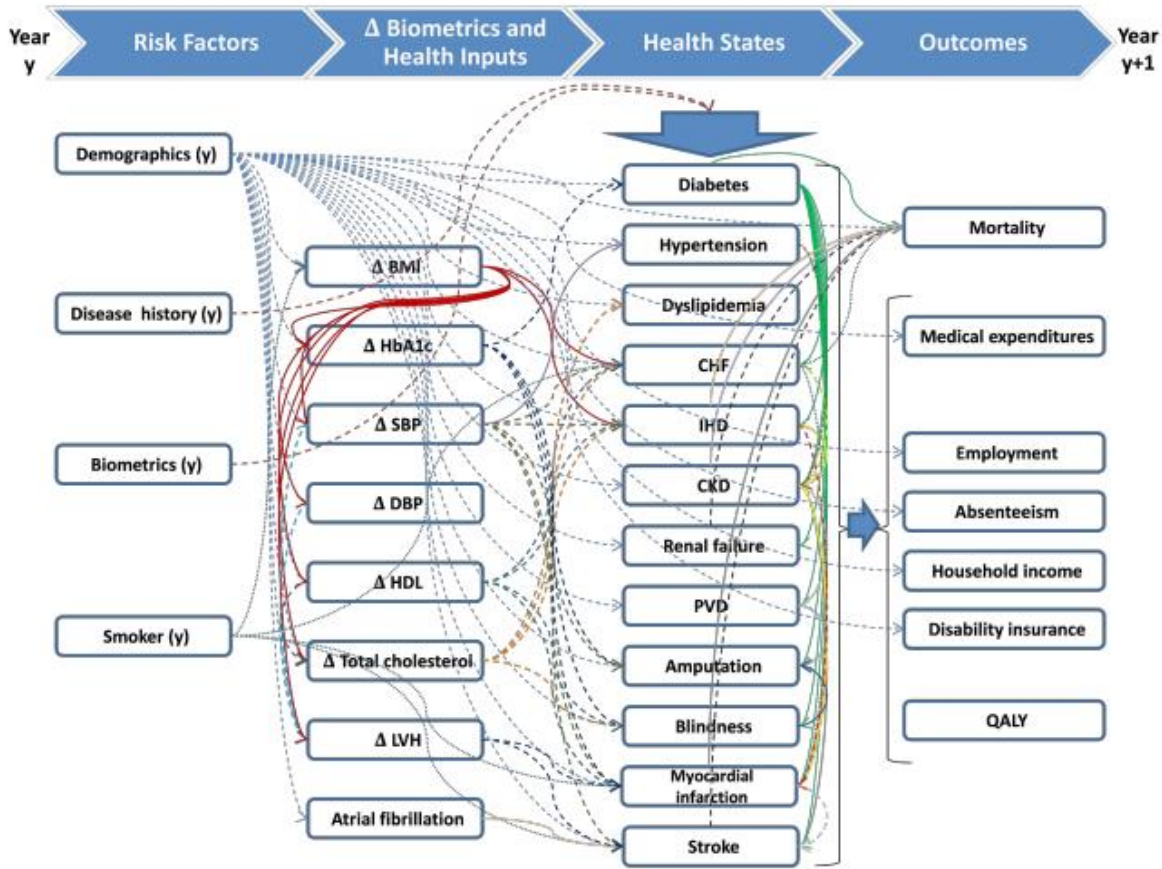 Year
y
Risk Factors
Δ Biometrics and
Health Inputs
Health States
Outcomes
Year
y+1
Demographics (y)
Disease history (y)
Biometrics (y)
Smoker (y)
Δ BMI
Δ HbA1c
Δ SBP
Δ DBP
Δ HDL
Δ Total cholesterol
Δ LVH
Atrial fibrillation
Diabetes
Hypertension
Dyslipidemia
CHF
IHD
CKD
Renal failure
PVD
Amputation
Blindness
Myocardial
infarction
Stroke
Mortality
Medical expenditures
Employment
Absenteeism
Household income
Disability insurance
QALY